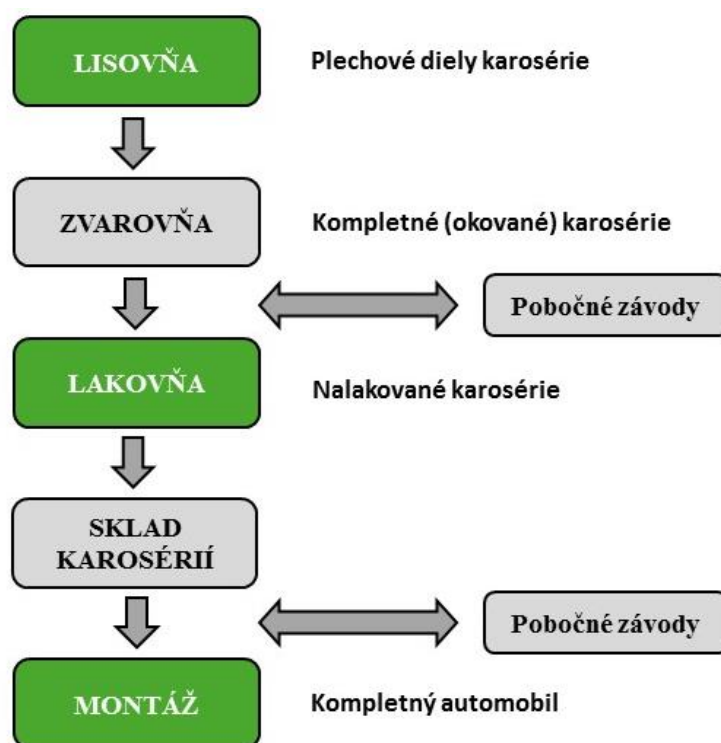 LISOVŇA
Plechové diely karosérie
ZVAROVŇA
Kompletné (okované) karosérie
Pobočné závody
LAKOVŇA
Nalakované karosérie
SKLAD
KAROSÉRIÍ
Pobočné závody
MONTÁŽ
Kompletný automobil